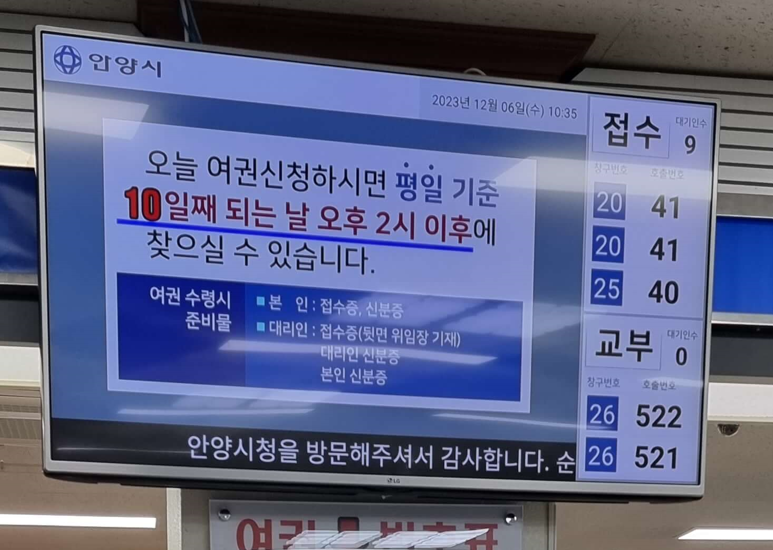 안양시
2023년 12월 06일(수) 10:35
오늘 여권신청하시면 평일 기준
10일째 되는 날 오후 2시 이후에
찾으실 수 있습니다.
여권 수령시
준비물
본 인 : 접수증, 신분증
대리인 : 접수증(뒷면 위임장 기재)
대리인 신분증
본인 신분증
접수 대기인수 9
창구번호 호출번호
20 41
20 41
25 40
교부 대기인수 0
창구번호 호출번호
26 522
26 521
안양시청을 방문해주셔서 감사합니다. 순
LG
여권